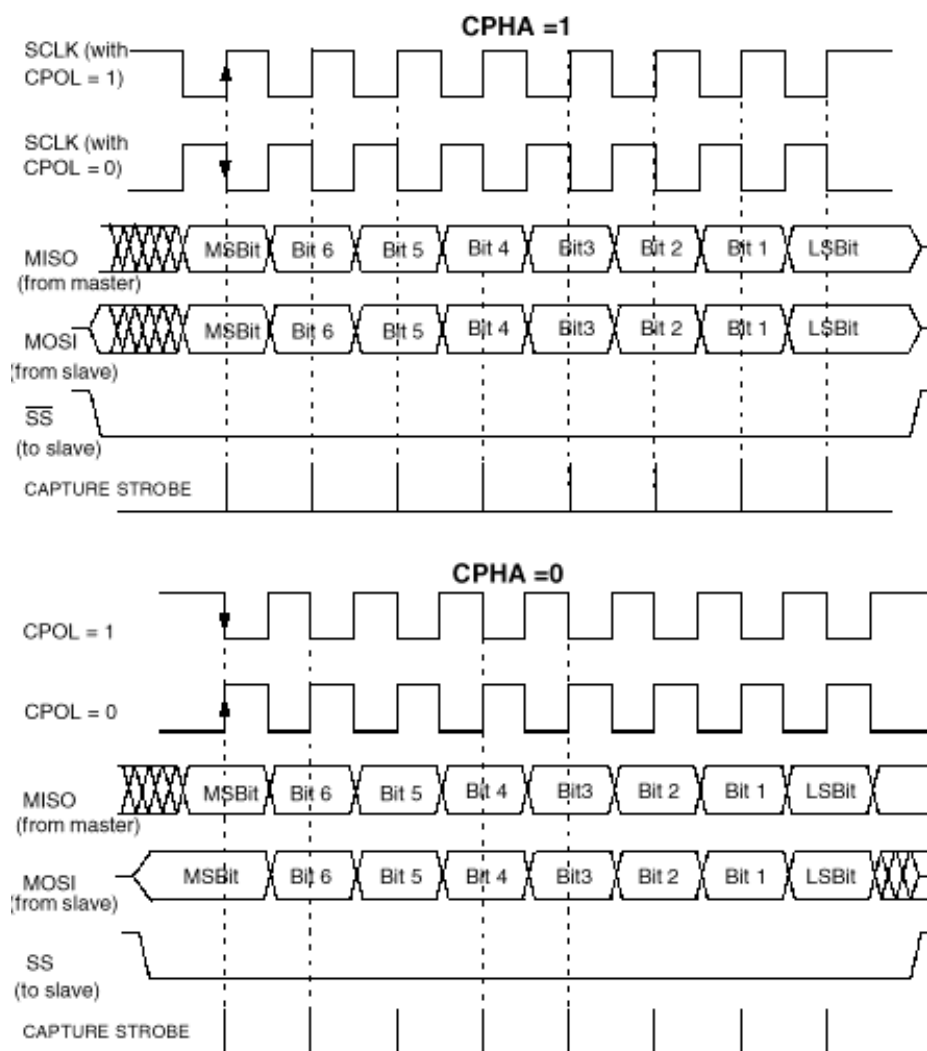 CPHA =1
SCLK (with
CPOL = 1)
SCLK (with
CPOL = 0)
MISO
(from master)
MSBit Bit 6 Bit 5 Bit 4 Bit3 Bit 2 Bit 1 LSBit
MOSI
(from slave)
MSBit Bit 6 Bit 5 Bit 4 Bit3 Bit 2 Bit 1 LSBit
SS
(to slave)
CAPTURE STROBE
CPHA =0
CPOL = 1
CPOL = 0
MISO
(from master)
MSBit Bit 6 Bit 5 Bit 4 Bit3 Bit 2 Bit 1 LSBit
MOSI
(from slave)
MSBit Bit 6 Bit 5 Bit 4 Bit3 Bit 2 Bit 1 LSBit
SS
(to slave)
CAPTURE STROBE